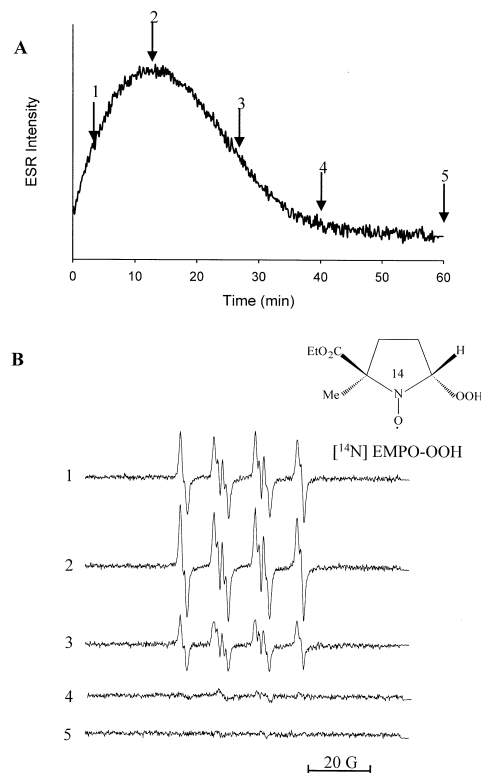 A
ESR Intensity
1
2
3
4
5
0
10
20
30
40
50
60
Time (min)
B
EtO₂C
H
14
Me
N
OOH
O
[¹⁴N] EMPO-OOH
1
2
3
4
5
20 G